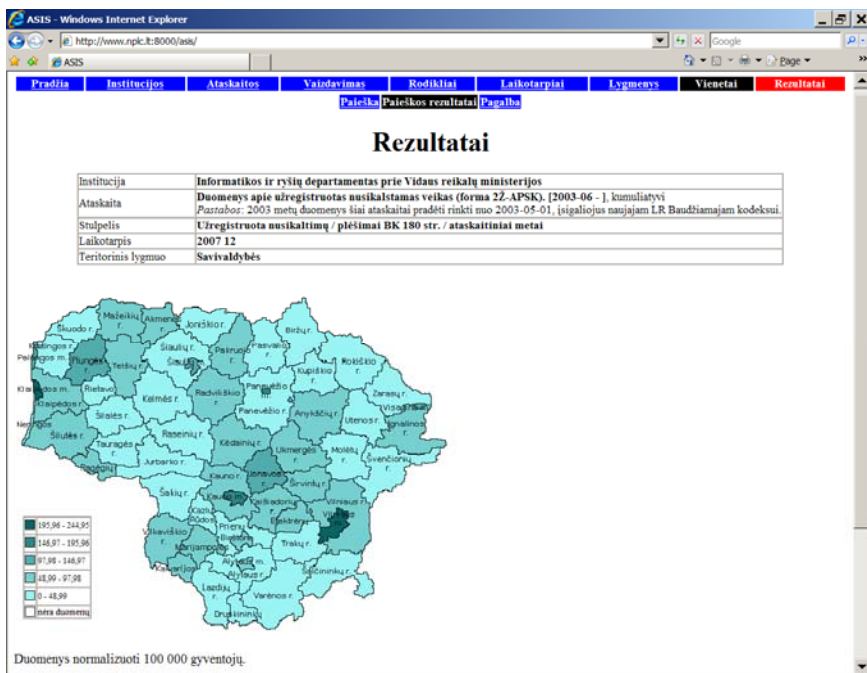 ASIS - Windows Internet Explorer
http://www.nplc.lt:8000/asis/
Google
ASIS
Page
Pradžia Institucijos Ataskaitos Vaizdavimas Rodikliai Laikotarpiai Lygmenys Vienetai Rezultatai
Paieška Paieškos rezultatai Pagalba
Rezultatai
Institucija Informatikos ir ryšių departamentas prie Vidaus reikalų ministerijos
Ataskaita Duomenys apie užregistruotas nusikalstamas veikas (forma 2Ž-APSK). [2003-06 - ], kumuliatyvi
Pastabos: 2003 metų duomenys šiai ataskaitai pradėti rinkti nuo 2003-05-01, įsigaliojus naujajam LR Baudžiamajam kodeksui.
Stulpelis Užregistruota nusikaltimų / plėšimai BK 180 str. / ataskaitiniai metai
Laikotarpis 2007 12
Teritorinis lygmuo Savivaldybės
Mažeikių r.
Akmenės r.
Joniškio r.
Biržų r.
Skuodo r.
Pasvalio r.
Pakruojo r.
Šiaulių r.
Rokiškio r.
Plungės r.
Telšių r.
Kupiškio r.
Panevėžio m.
Zarasų r.
Rietavo
Kelmės r.
Radviliškio r.
Klaipėdos m.
Klaipėdos r.
Panevėžio r.
Anykščių r.
Utenos r.
Ignalinos r.
Šilalės r.
Šilutės r.
Tauragės r.
Raseinių r.
Kėdainių r.
Ukmergės r.
Molėtų r.
Švenčionių r.
Jurbarko r.
Kauno r.
Jonavos r.
Širvintų r.
Šakių r.
Kauno m.
Kaišiadorių r.
Vilniaus r.
Kazlų Rūdos
Prienų r.
Elektrėnų
Vilkaviškio r.
Marijampolės
Trakų r.
Alytaus m.
Alytaus r.
Šalčininkų r.
Lazdijų r.
Varėnos r.
Druskininkų
195,96 - 244,95
146,97 - 195,96
97,98 - 146,97
48,99 - 97,98
0 - 48,99
nėra duomenų
Duomenys normalizuoti 100 000 gyventojų.